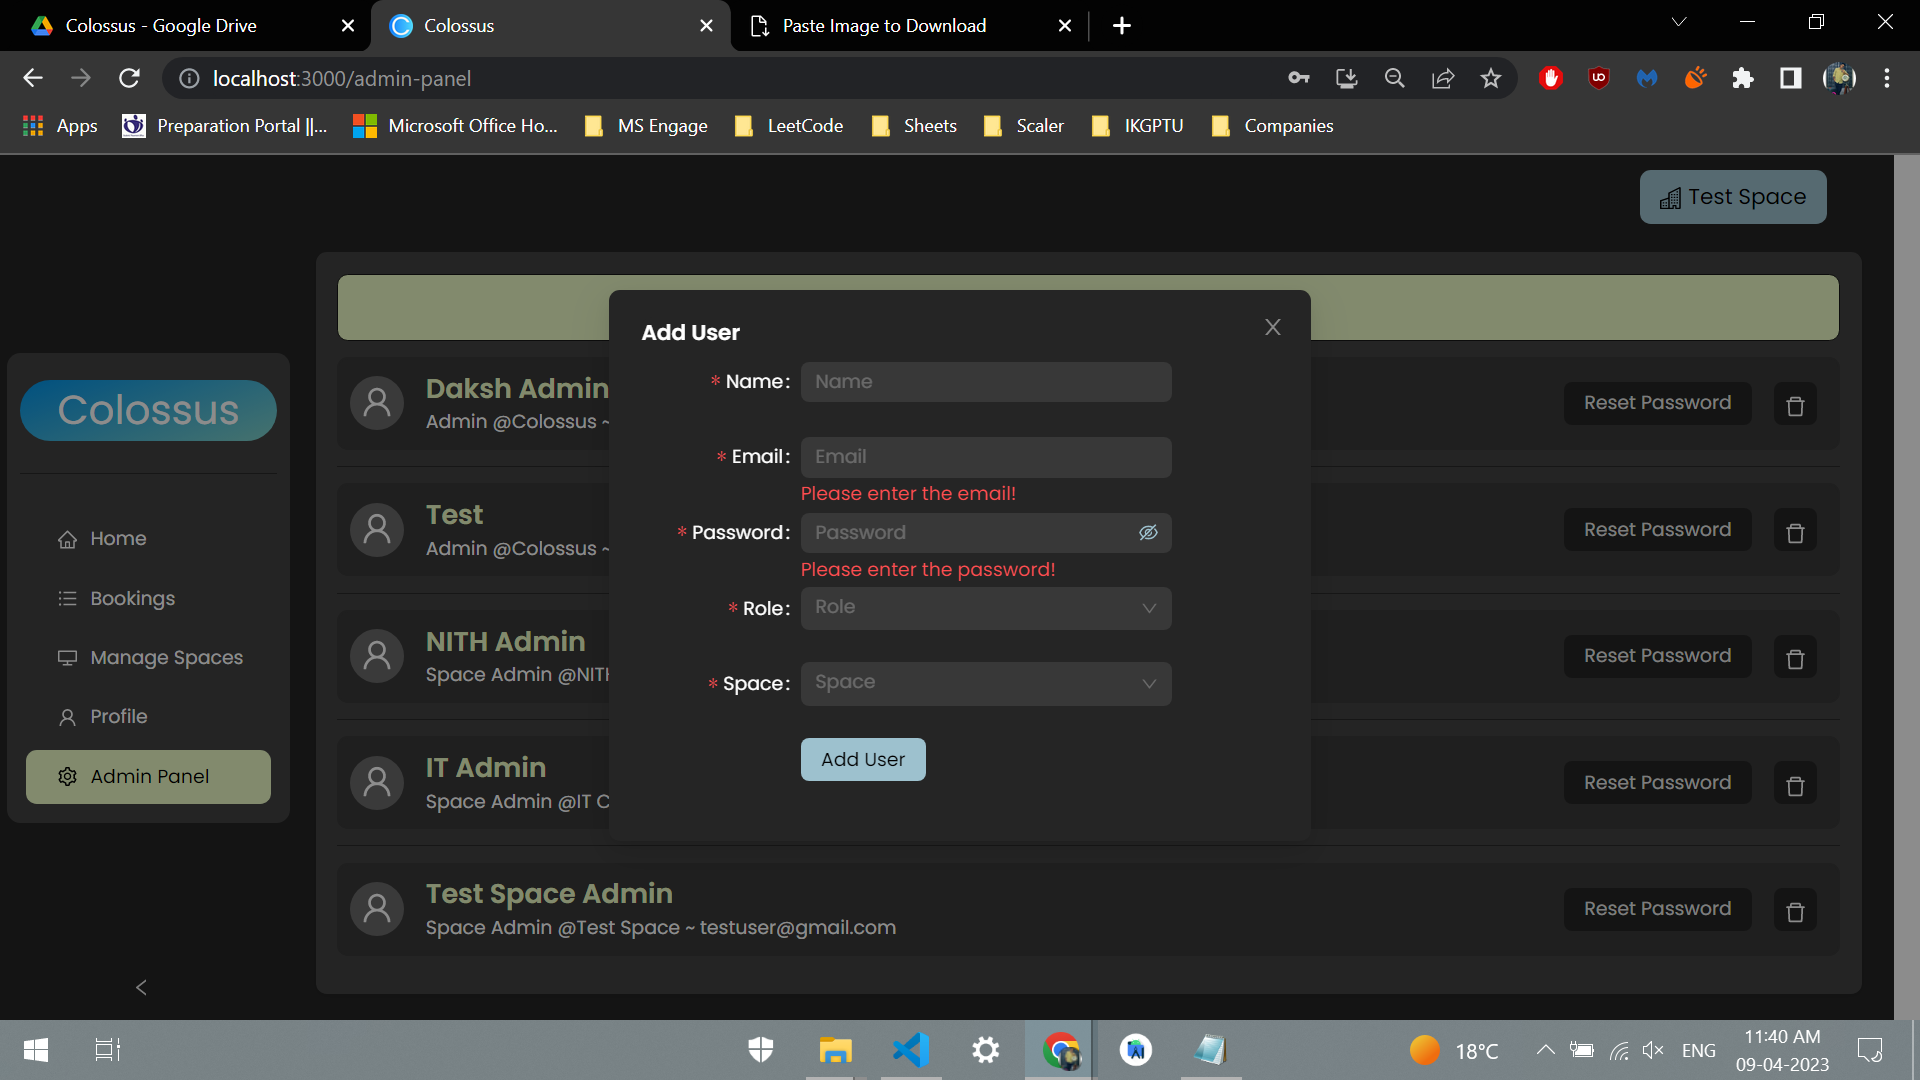 Colossus - Google Drive
Colossus
Paste Image to Download
localhost:3000/admin-panel
Apps
Preparation Portal ||...
Microsoft Office Ho...
MS Engage
LeetCode
Sheets
Scaler
IKGPTU
Companies
Test Space
Colossus
Home
Bookings
Manage Spaces
Profile
Admin Panel
Daksh Admin
Admin @Colossus ~
Reset Password
Test
Admin @Colossus ~
Reset Password
NITH Admin
Space Admin @NITH
Reset Password
IT Admin
Space Admin @IT C
Reset Password
Test Space Admin
Space Admin @Test Space ~ testuser@gmail.com
Reset Password
Add User
* Name:
Name
* Email:
Email
Please enter the email!
* Password:
Password
Please enter the password!
* Role:
Role
* Space:
Space
Add User
18°C
ENG
11:40 AM
09-04-2023